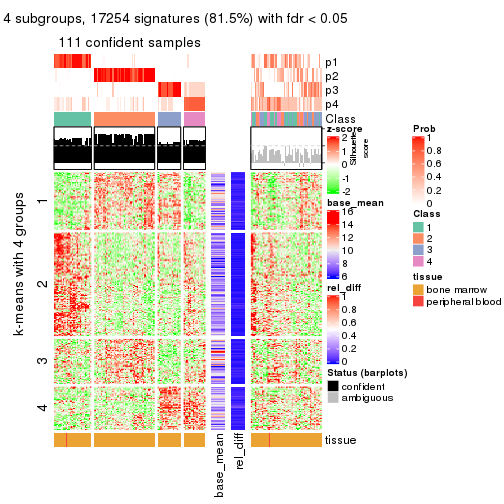 4 subgroups, 17254 signatures (81.5%) with fdr < 0.05
111 confident samples
p1
p2
p3
p4
Class
Silhouette
score
k-means with 4 groups
1
2
3
4
tissue
base_mean
rel_diff
z-score
2
1
0
-1
-2
base_mean
16
14
12
10
8
6
rel_diff
1
0.8
0.6
0.4
0.2
0
Status (barplots)
confident
ambiguous
Prob
1
0.8
0.6
0.4
0.2
0
Class
1
2
3
4
tissue
bone marrow
peripheral blood